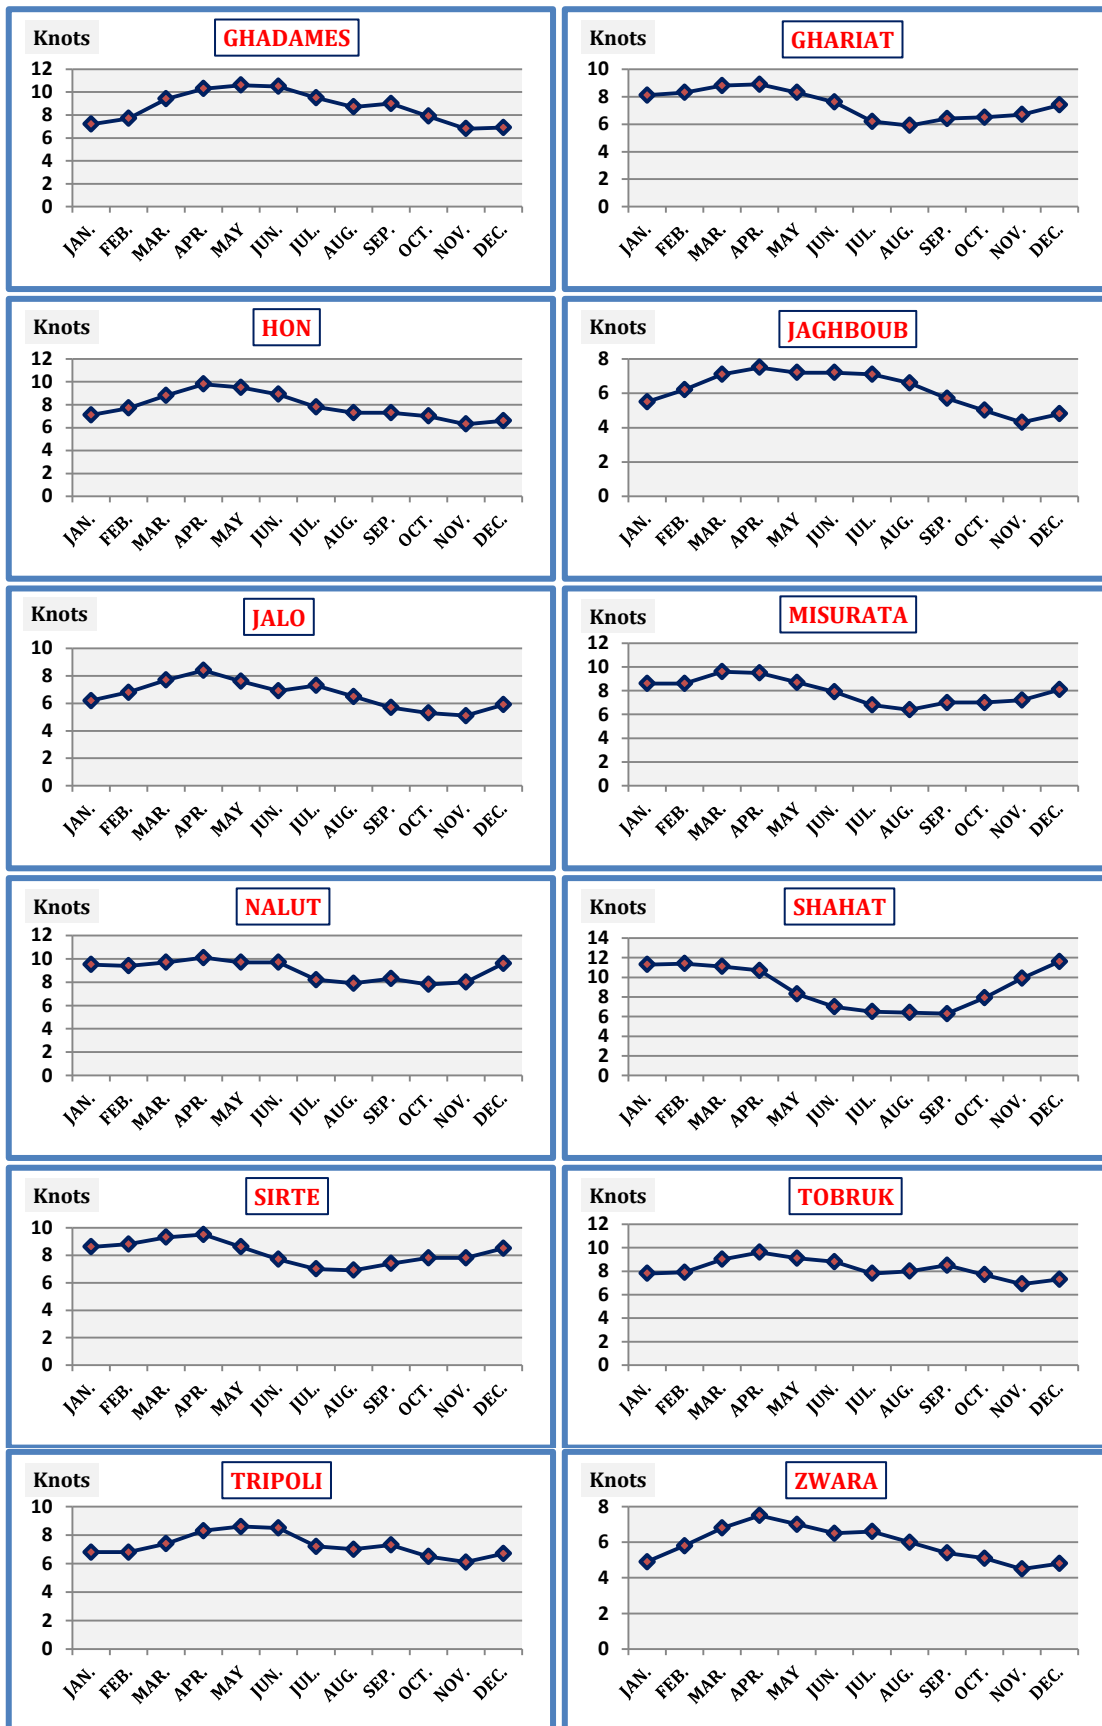 Knots
GHADAMES
12
10
8
6
4
2
0
JAN. FEB. MAR. APR. MAY JUN. JUL. AUG. SEP. OCT. NOV. DEC.
Knots
GHARIAT
10
8
6
4
2
0
JAN. FEB. MAR. APR. MAY JUN. JUL. AUG. SEP. OCT. NOV. DEC.
Knots
HON
12
10
8
6
4
2
0
JAN. FEB. MAR. APR. MAY JUN. JUL. AUG. SEP. OCT. NOV. DEC.
Knots
JAGHBOUB
8
6
4
2
0
JAN. FEB. MAR. APR. MAY JUN. JUL. AUG. SEP. OCT. NOV. DEC.
Knots
JALO
10
8
6
4
2
0
JAN. FEB. MAR. APR. MAY JUN. JUL. AUG. SEP. OCT. NOV. DEC.
Knots
MISURATA
12
10
8
6
4
2
0
JAN. FEB. MAR. APR. MAY JUN. JUL. AUG. SEP. OCT. NOV. DEC.
Knots
NALUT
12
10
8
6
4
2
0
JAN. FEB. MAR. APR. MAY JUN. JUL. AUG. SEP. OCT. NOV. DEC.
Knots
SHAHAT
14
12
10
8
6
4
2
0
JAN. FEB. MAR. APR. MAY JUN. JUL. AUG. SEP. OCT. NOV. DEC.
Knots
SIRTE
10
8
6
4
2
0
JAN. FEB. MAR. APR. MAY JUN. JUL. AUG. SEP. OCT. NOV. DEC.
Knots
TOBRUK
12
10
8
6
4
2
0
JAN. FEB. MAR. APR. MAY JUN. JUL. AUG. SEP. OCT. NOV. DEC.
Knots
TRIPOLI
10
8
6
4
2
0
JAN. FEB. MAR. APR. MAY JUN. JUL. AUG. SEP. OCT. NOV. DEC.
Knots
ZWARA
8
6
4
2
0
JAN. FEB. MAR. APR. MAY JUN. JUL. AUG. SEP. OCT. NOV. DEC.